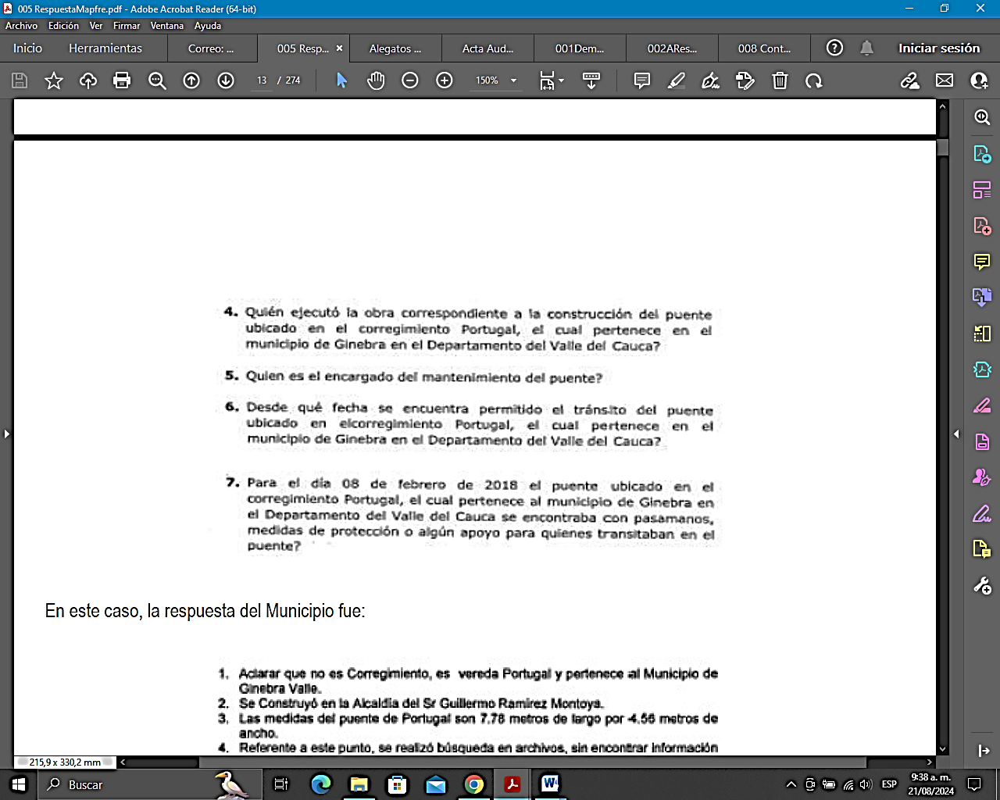 005 RespuestaMapfre.pdf - Adobe Acrobat Reader (64-bit)
Archivo Edición Ver Firmar Ventana Ayuda
Inicio Herramientas Correo: ... 005 Resp... × Alegatos ... Acta Aud... 001Dem... 002ARes... 008 Cont... Iniciar sesión
13 / 274 150%
4. Quién ejecutó la obra correspondiente a la construcción del puente
ubicado en el corregimiento Portugal, el cual pertenece en el
municipio de Ginebra en el Departamento del Valle del Cauca?
5. Quien es el encargado del mantenimiento del puente?
6. Desde qué fecha se encuentra permitido el tránsito del puente
ubicado en elcorregimiento Portugal, el cual pertenece en el
municipio de Ginebra en el Departamento del Valle del Cauca?
7. Para el día 08 de febrero de 2018 el puente ubicado en el
corregimiento Portugal, el cual pertenece al municipio de Ginebra en
el Departamento del Valle del Cauca se encontraba con pasamanos,
medidas de protección o algún apoyo para quienes transitaban en el
puente?
En este caso, la respuesta del Municipio fue:
1. Aclarar que no es Corregimiento, es vereda Portugal y pertenece al Municipio de
Ginebra Valle.
2. Se Construyó en la Alcaldía del Sr Guillermo Ramirez Montoya.
3. Las medidas del puente de Portugal son 7.78 metros de largo por 4.56 metros de
ancho.
4. Referente a este punto, se realizó búsqueda en archivos, sin encontrar información
215,9 x 330,2 mm
Buscar
ESP
9:38 a. m.
21/08/2024